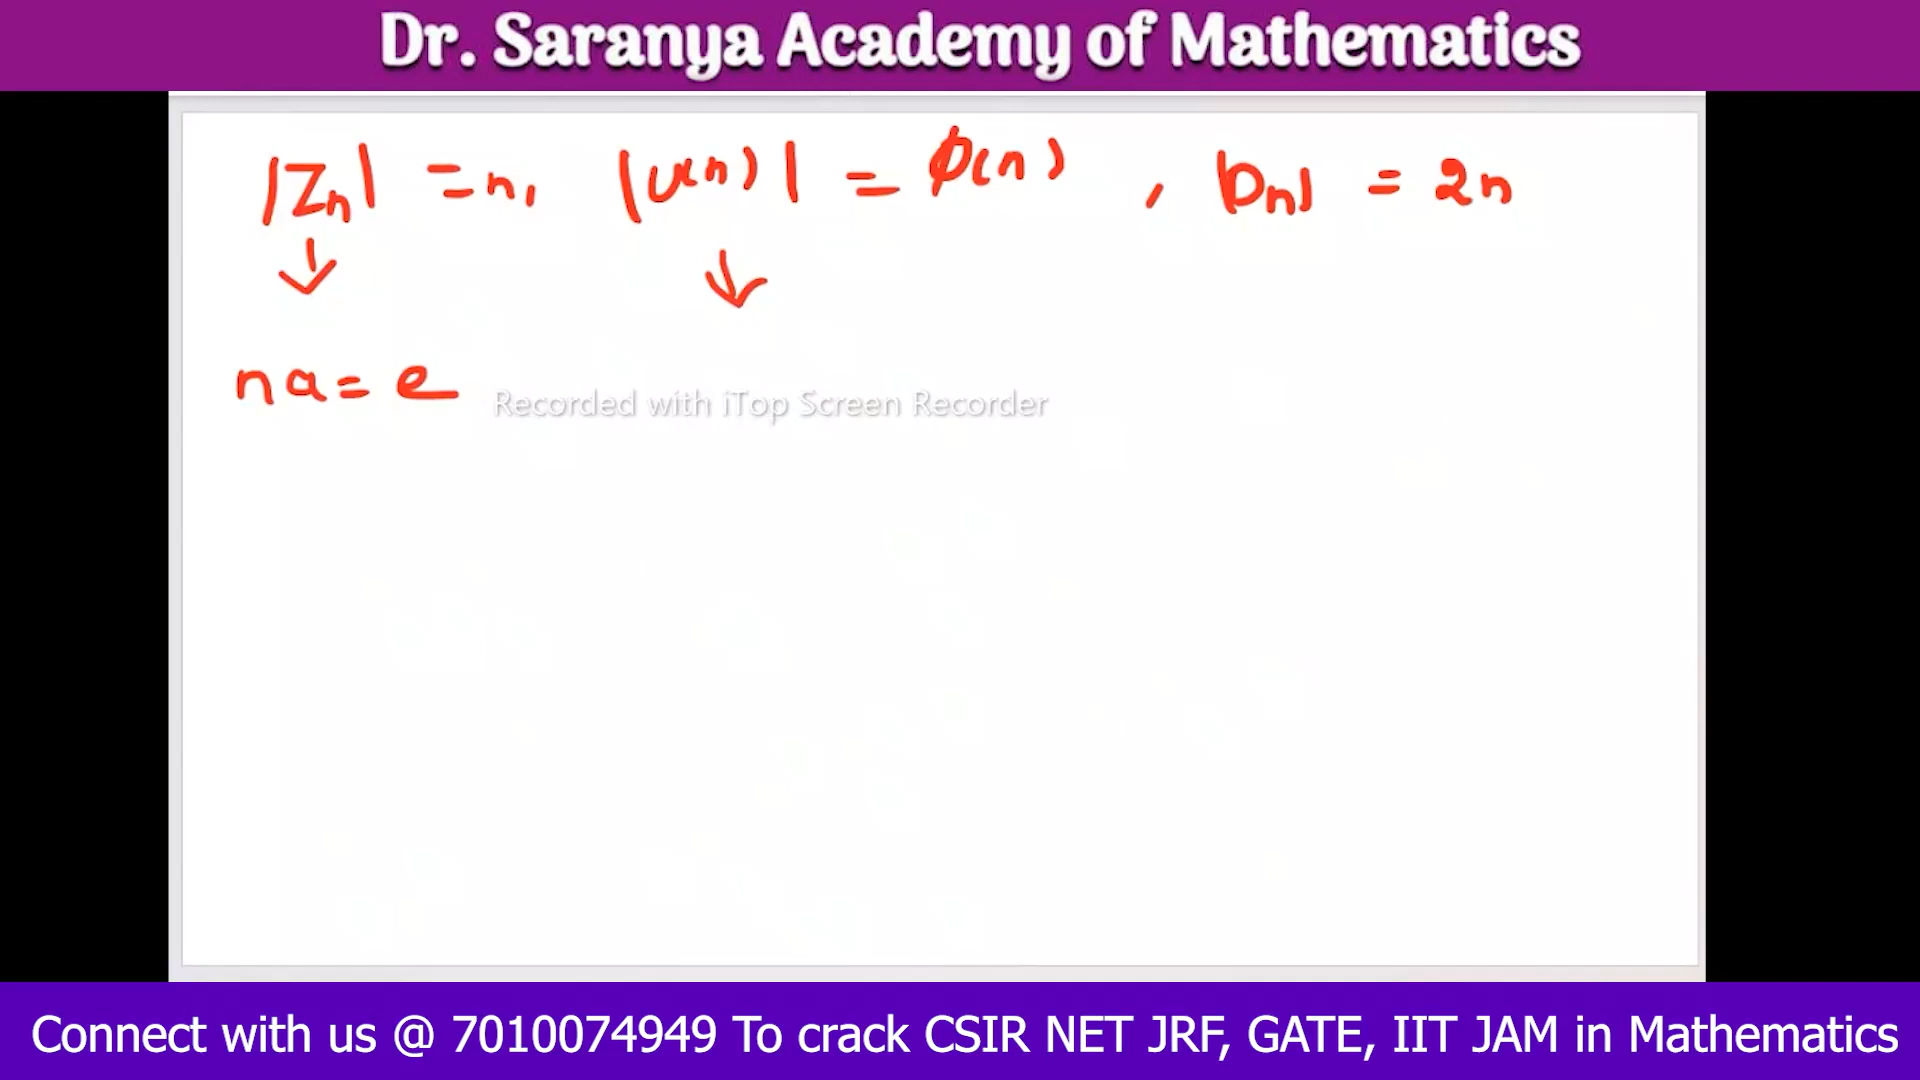 Dr. Saranya Academy of Mathematics
|Zn| = n, |U(n)| = ϕ(n) , |Dn| = 2n
↓ ↓
na = e
Recorded with iTop Screen Recorder
Connect with us @ 7010074949 To crack CSIR NET JRF, GATE, IIT JAM in Mathematics